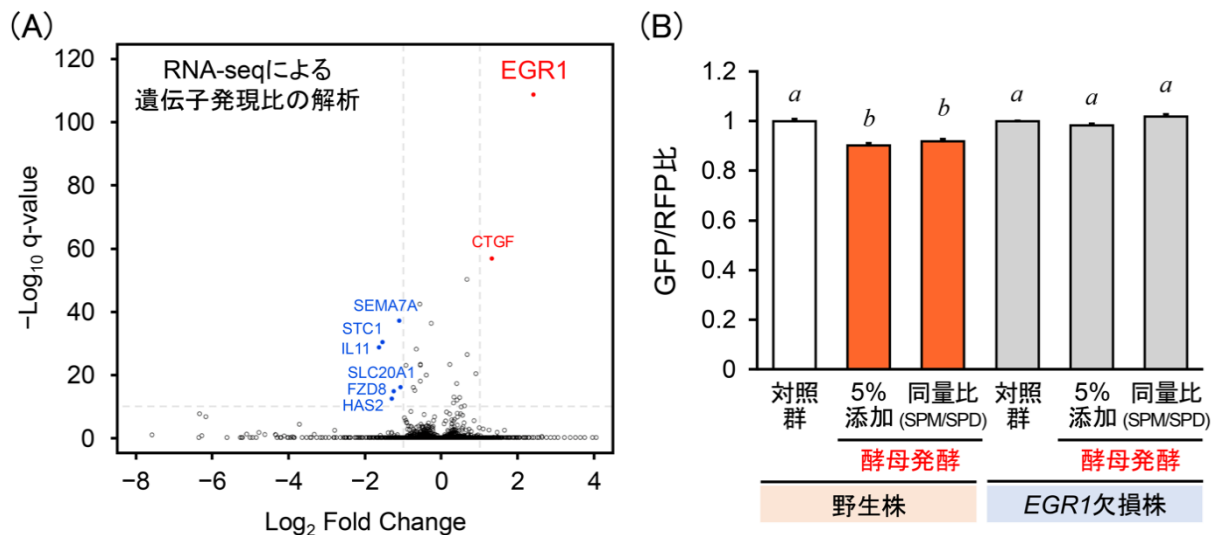 (A)
RNA-seqによる
遺伝子発現比の解析
EGR1
CTGF
SEMA7A
STC1
IL11
SLC20A1
FZD8
HAS2
120
100
80
60
40
20
0
−Log10 q-value
−8 −6 −4 −2 0 2 4
Log2 Fold Change
(B)
1.2
1
0.8
0.6
0.4
0.2
0
GFP/RFP比
a b b a a a
対照群 5%添加 同量比(SPM/SPD) 対照群 5%添加 同量比(SPM/SPD)
酵母発酵 酵母発酵
野生株 EGR1欠損株